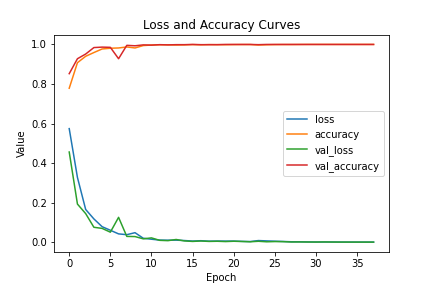 Loss and Accuracy Curves
1.0
0.8
0.6
0.4
0.2
0.0
Value
loss
accuracy
val_loss
val_accuracy
0 5 10 15 20 25 30 35
Epoch